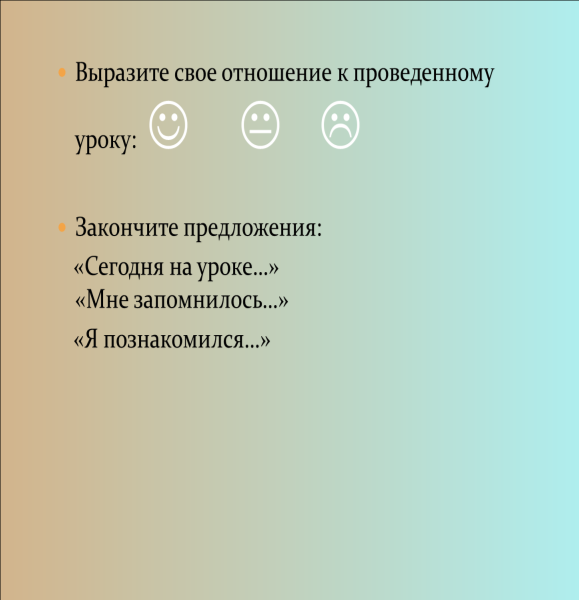 • Выразите свое отношение к проведенному
уроку:
• Закончите предложения:
«Сегодня на уроке...»
«Мне запомнилось...»
«Я познакомился...»